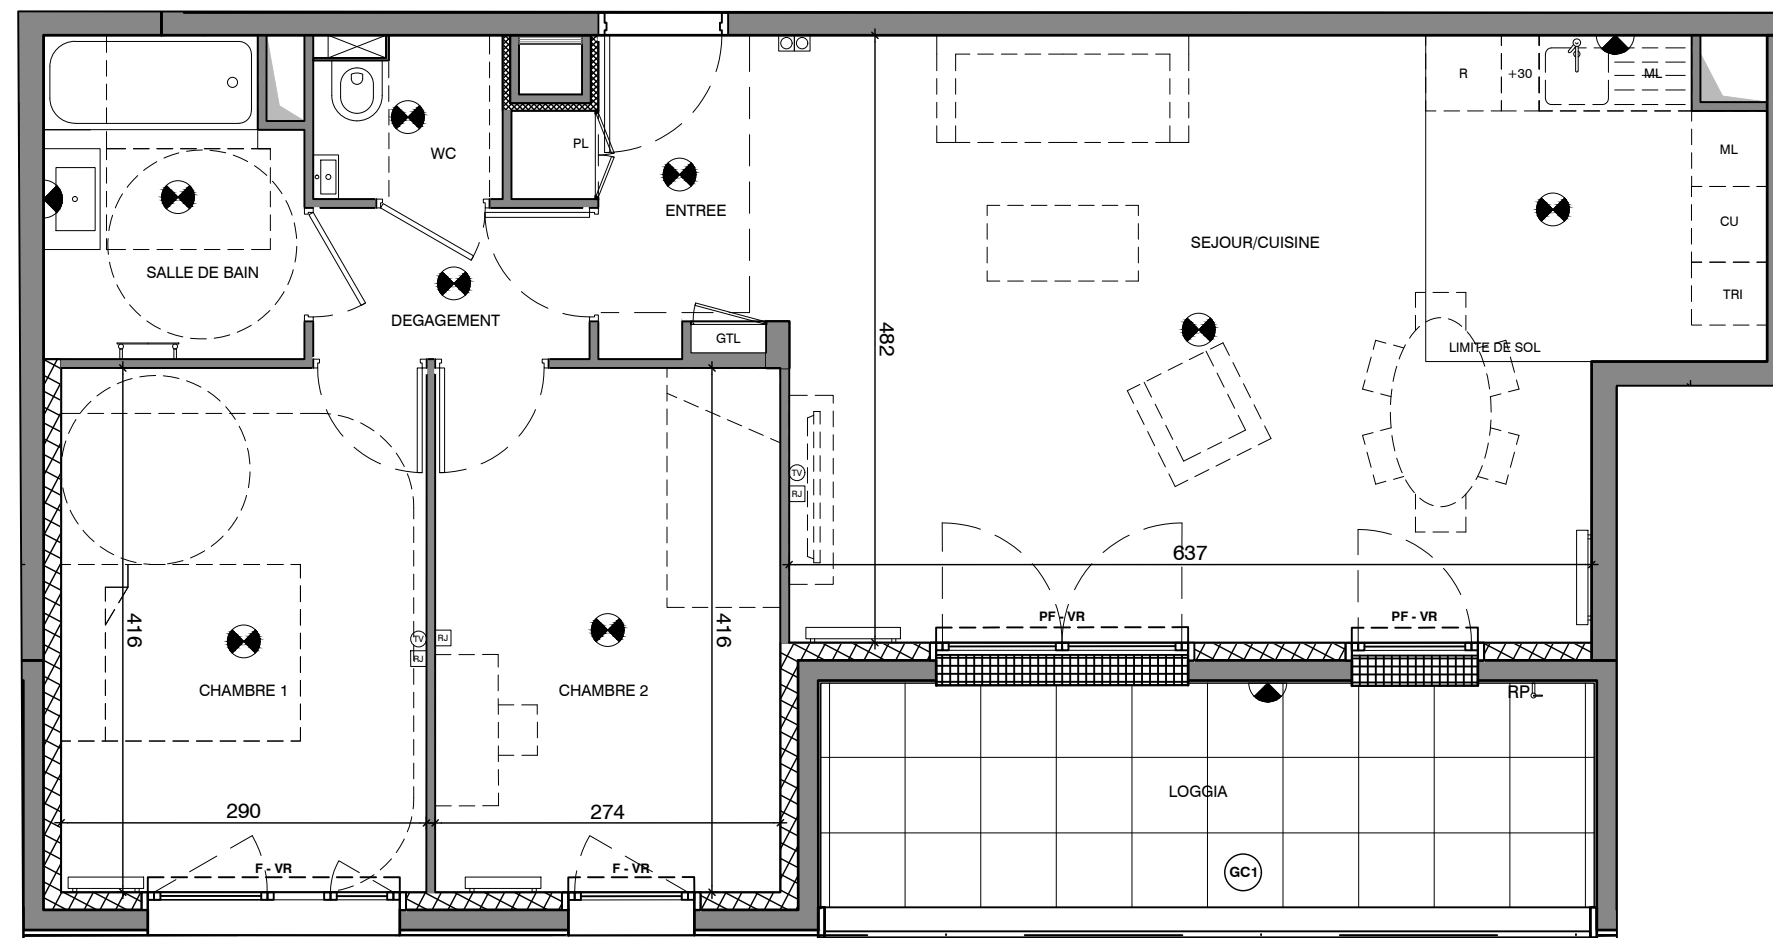 R
+30
ML
PL
WC
ML
ENTREE
CU
SEJOUR/CUISINE
SALLE DE BAIN
TRI
DEGAGEMENT
GTL
482
LIMITE DE SOL
TV
RJ
637
416
416
PF - VR
PF - VR
TV
RJ
RJ
CHAMBRE 1
CHAMBRE 2
RP
LOGGIA
290
274
F - VR
F - VR
GC1